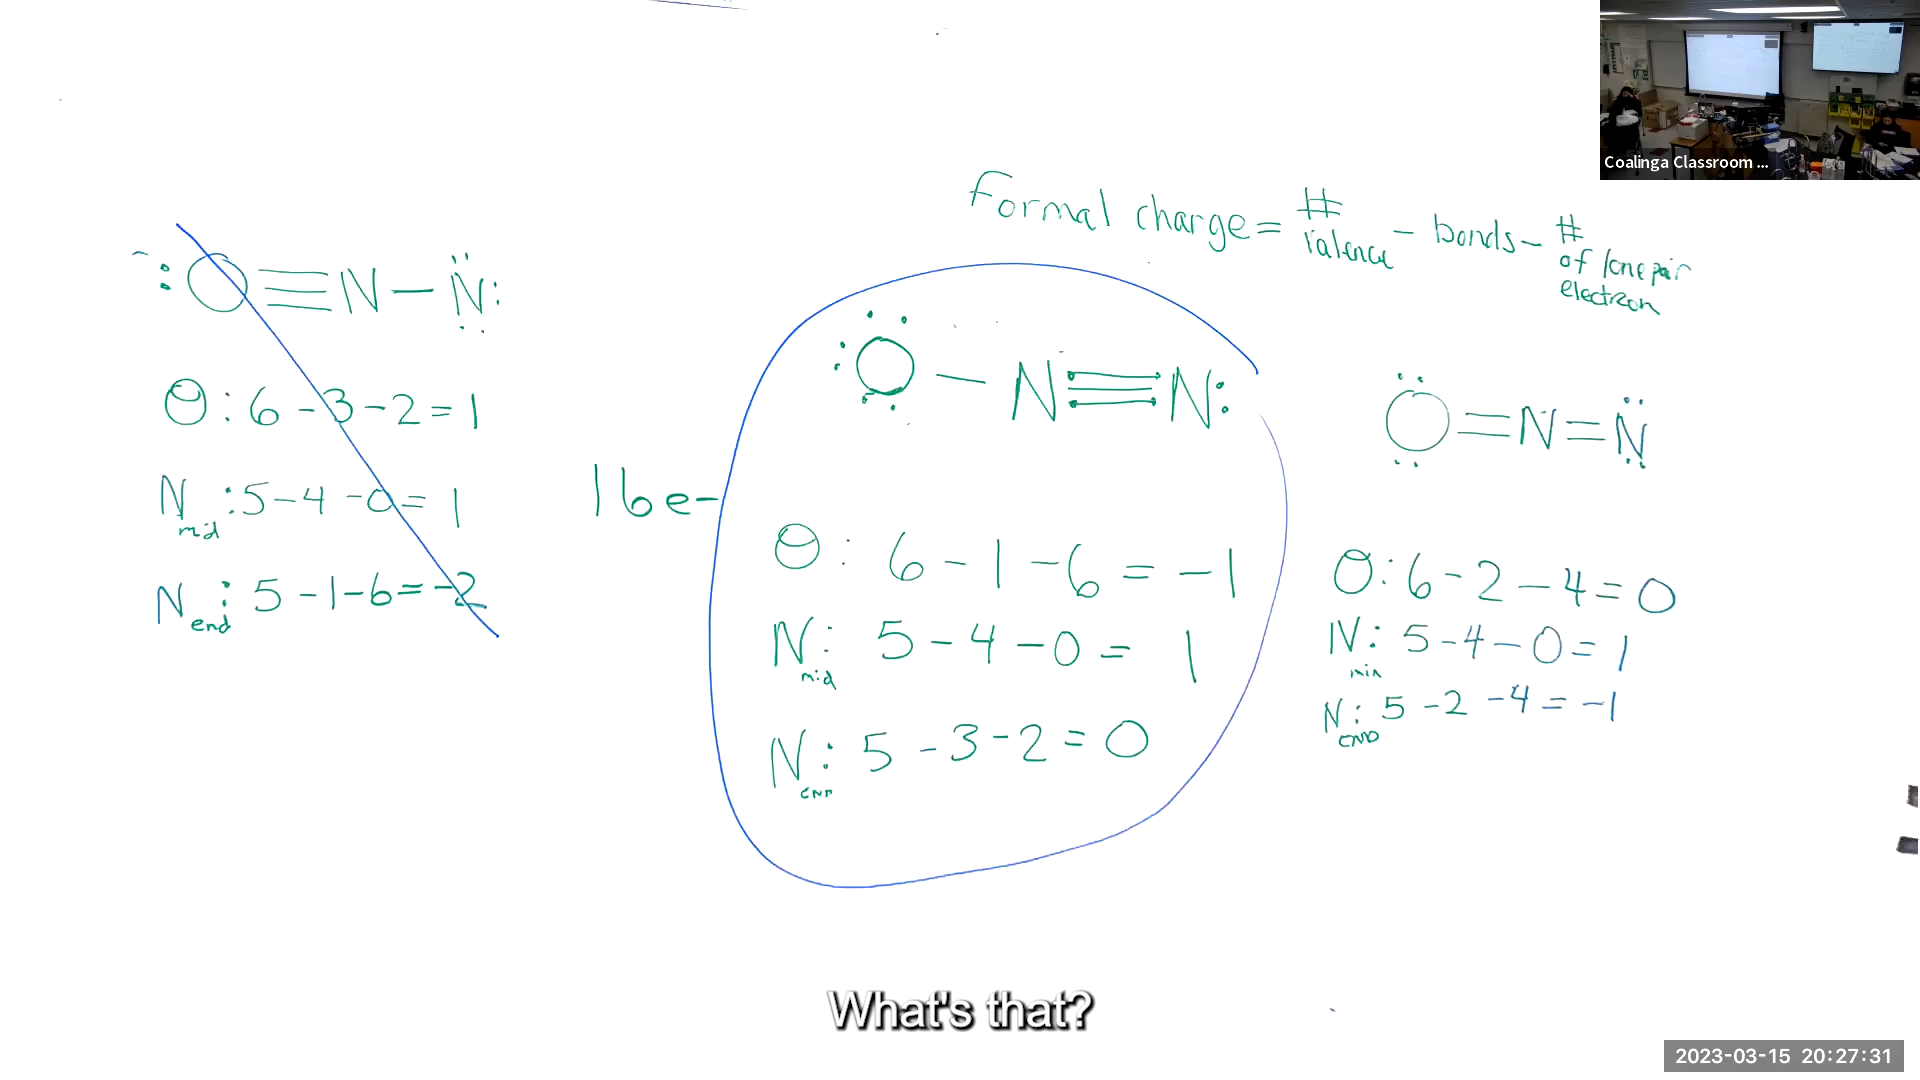 Coalinga Classroom ...
Formal charge = # valence - bonds - # of lone pair electron
:O≡N-N:
O: 6-3-2=1
N mid: 5-4-0=1
N end: 5-1-6=-2
16e-
:O-N≡N:
O: 6-1-6=-1
N mid: 5-4-0=1
N: 5-3-2=0
END
O=N=N
O: 6-2-4=0
N: 5-4-0=1
N: 5-2-4=-1
END
What's that?
2023-03-15 20:27:31